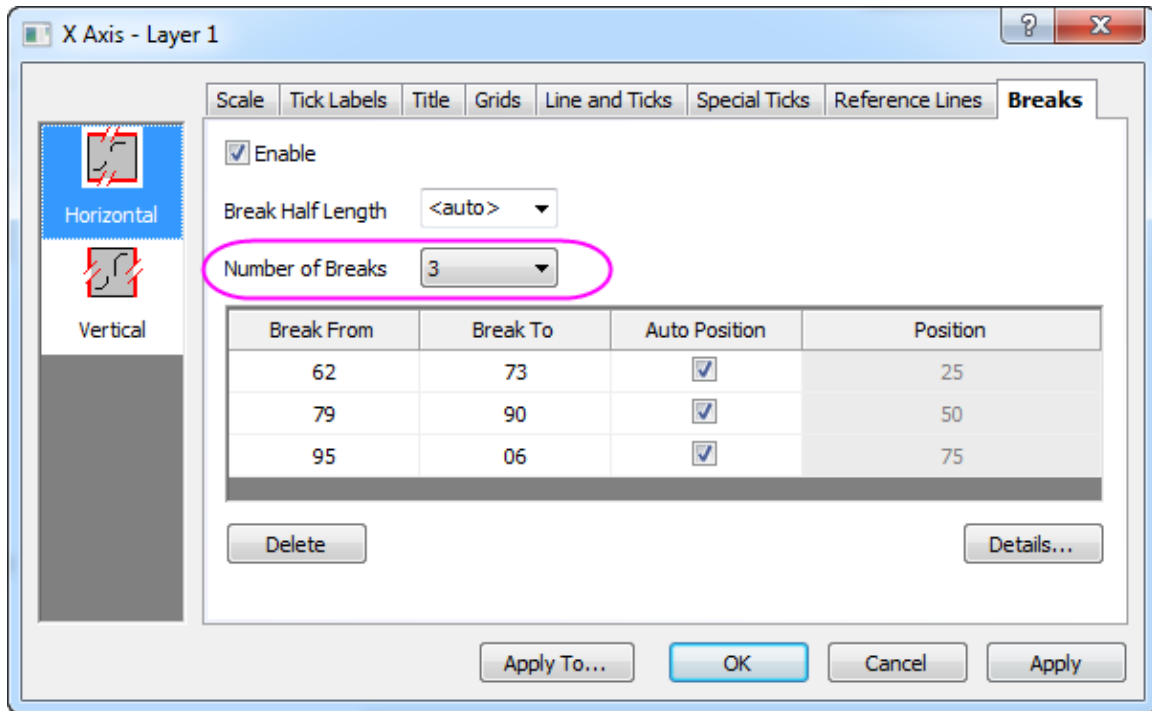 X Axis - Layer 1
Scale Tick Labels Title Grids Line and Ticks Special Ticks Reference Lines Breaks
Horizontal
Vertical
Enable
Break Half Length <auto>
Number of Breaks 3
Break From Break To Auto Position Position
62 73 25
79 90 50
95 06 75
Delete Details...
Apply To... OK Cancel Apply